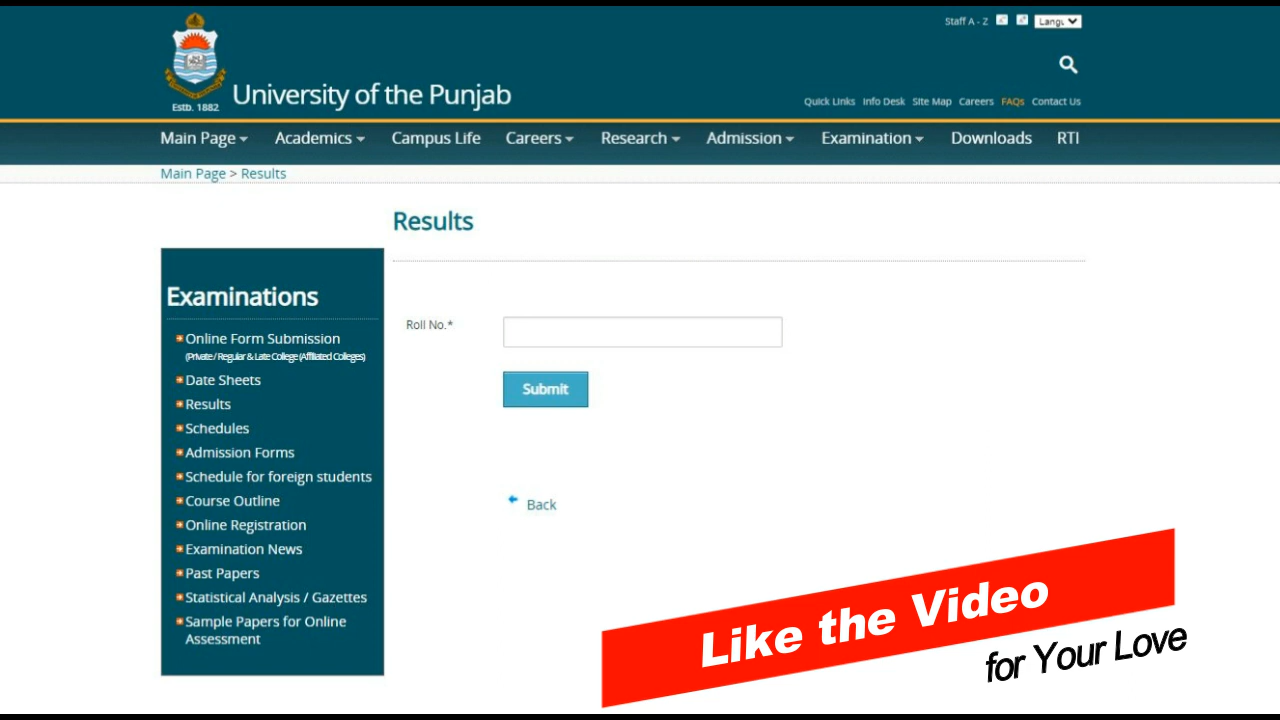 Staff A - Z
Langu
Estb. 1882
University of the Punjab
Quick Links Info Desk Site Map Careers FAQs Contact Us
Main Page Academics Campus Life Careers Research Admission Examination Downloads RTI
Main Page > Results
Results
Examinations
Online Form Submission
(Private / Regular & Late College (Affiliated Colleges)
Date Sheets
Results
Schedules
Admission Forms
Schedule for foreign students
Course Outline
Online Registration
Examination News
Past Papers
Statistical Analysis / Gazettes
Sample Papers for Online
Assessment
Roll No.*
Submit
Back
Like the Video
for Your Love